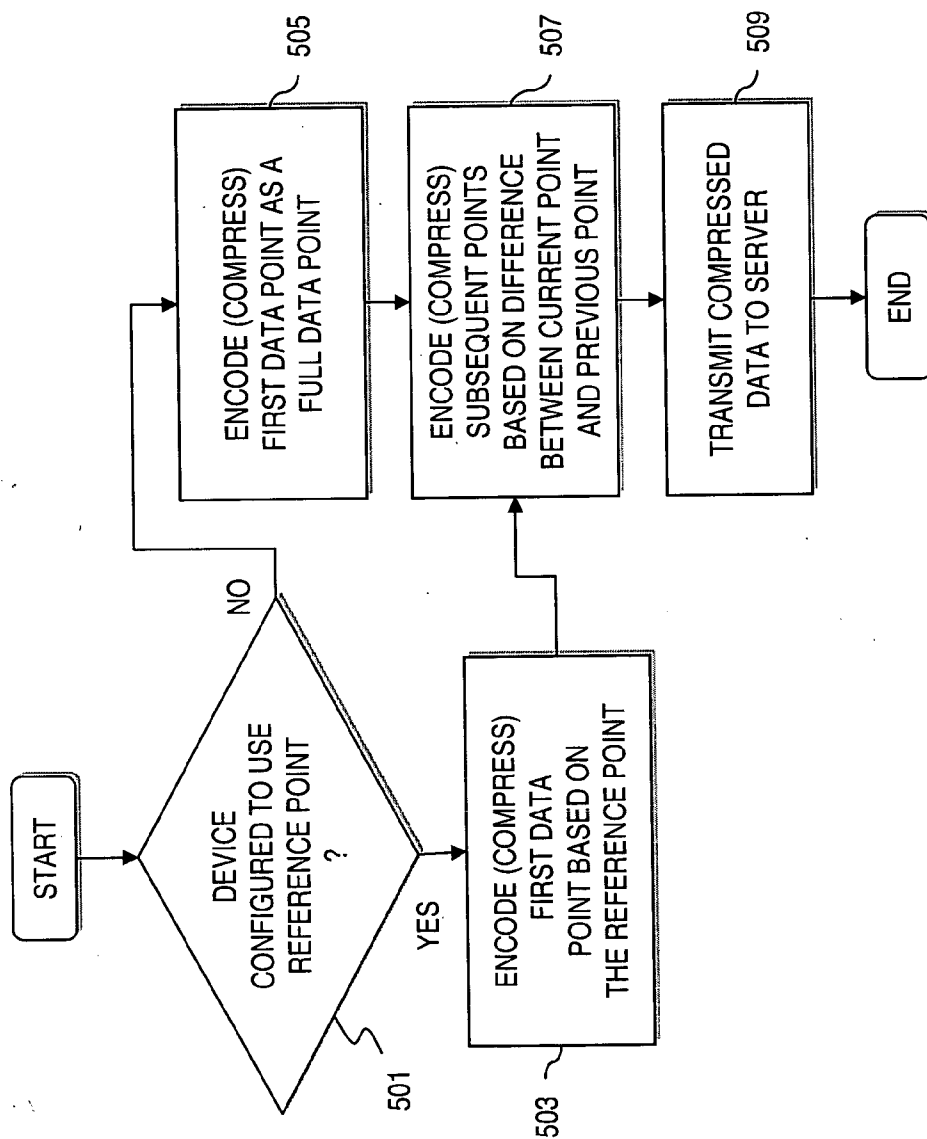 START
DEVICE
CONFIGURED TO USE
REFERENCE POINT
?
501
NO
YES
ENCODE (COMPRESS)
FIRST DATA
POINT BASED ON
THE REFERENCE POINT
503
ENCODE (COMPRESS)
FIRST DATA POINT AS A
FULL DATA POINT
505
ENCODE (COMPRESS)
SUBSEQUENT POINTS
BASED ON DIFFERENCE
BETWEEN CURRENT POINT
AND PREVIOUS POINT
507
TRANSMIT COMPRESSED
DATA TO SERVER
509
END